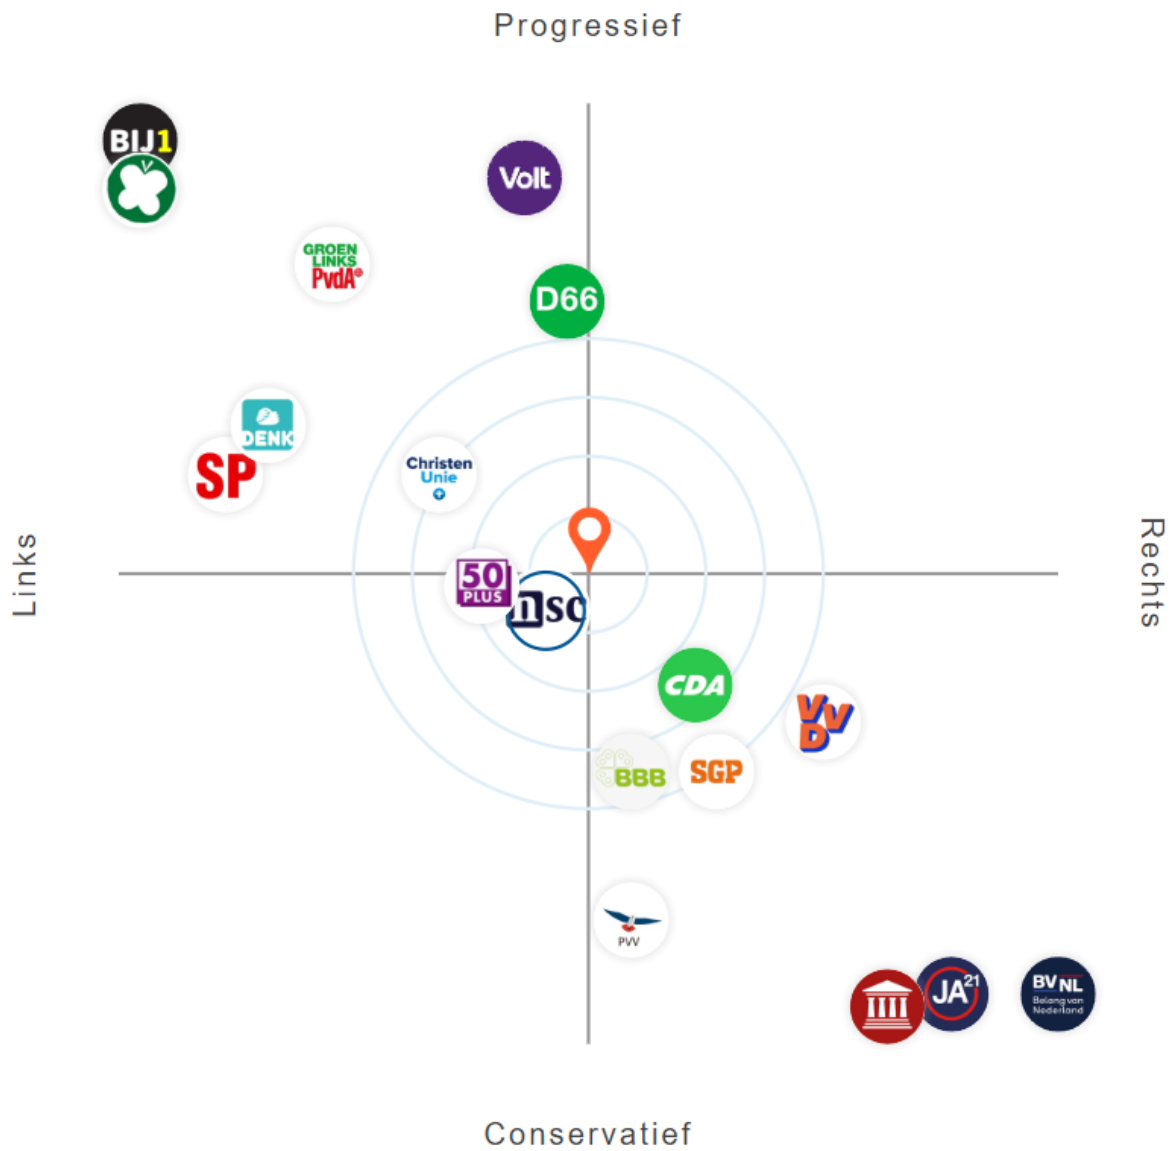 Progressief
BIJ1
Volt
GROEN
LINKS
PvdA
D66
DENK
SP
Christen
Unie
Links
Rechts
50
PLUS
nsc
CDA
VVD
BBB
SGP
PVV
JA21
BVNL
Belang van
Nederland
Conservatief